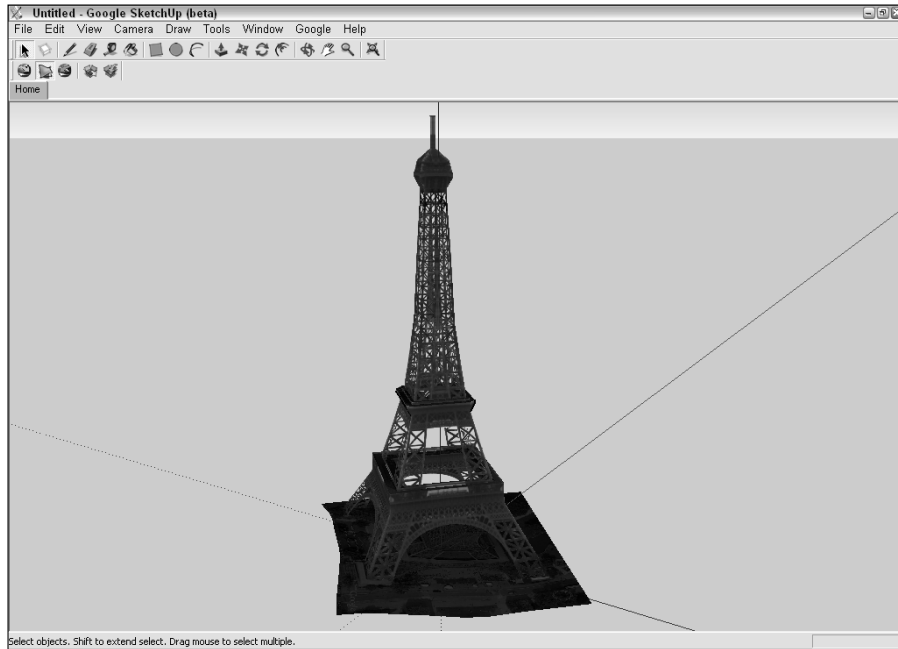 Untitled - Google SketchUp (beta)
File Edit View Camera Draw Tools Window Google Help
Home
Select objects. Shift to extend select. Drag mouse to select multiple.